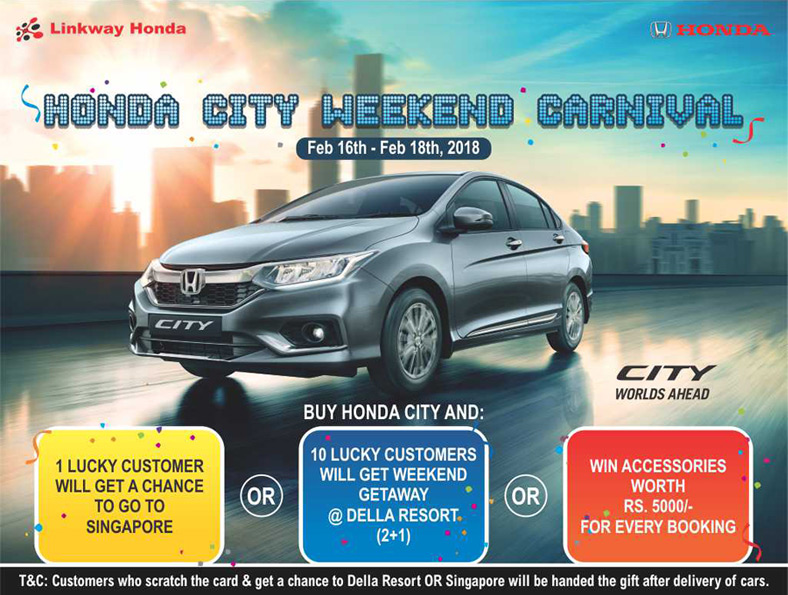 Linkway Honda
HONDA
HONDA CITY WEEKEND CARNIVAL
Feb 16th - Feb 18th, 2018
CITY
CITY
WORLDS AHEAD
BUY HONDA CITY AND:
1 LUCKY CUSTOMER
WILL GET A CHANCE
TO GO TO
SINGAPORE
OR
10 LUCKY CUSTOMERS
WILL GET WEEKEND
GETAWAY
@ DELLA RESORT
(2+1)
OR
WIN ACCESSORIES
WORTH
RS. 5000/-
FOR EVERY BOOKING
T&C: Customers who scratch the card & get a chance to Della Resort OR Singapore will be handed the gift after delivery of cars.